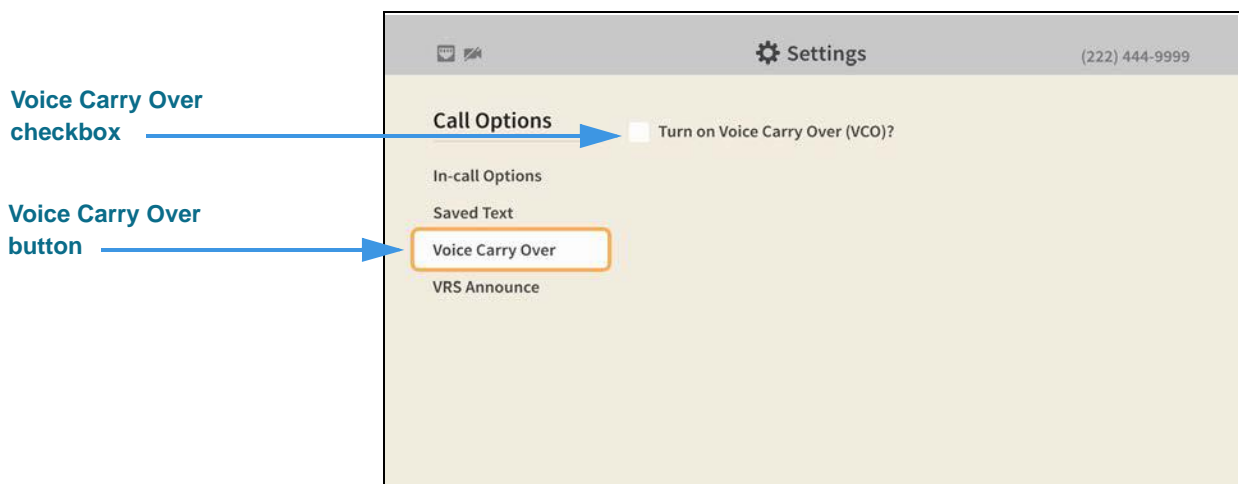 Settings
(222) 444-9999
Voice Carry Over
checkbox
Call Options
Turn on Voice Carry Over (VCO)?
In-call Options
Saved Text
Voice Carry Over
button
Voice Carry Over
VRS Announce